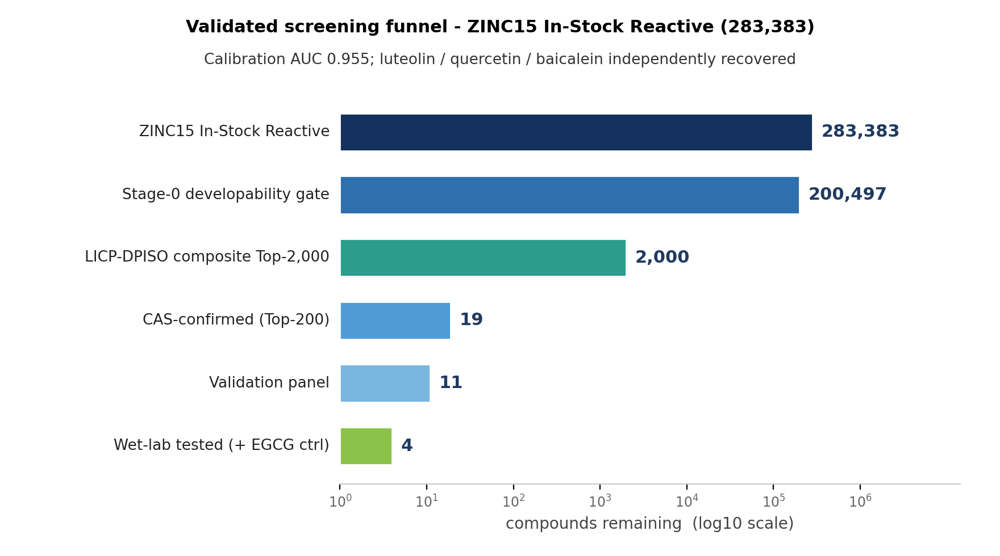 Validated screening funnel - ZINC15 In-Stock Reactive (283,383)
Calibration AUC 0.955; luteolin / quercetin / baicalein independently recovered
ZINC15 In-Stock Reactive 283,383
Stage-0 developability gate 200,497
LICP-DPISO composite Top-2,000 2,000
CAS-confirmed (Top-200) 19
Validation panel 11
Wet-lab tested (+ EGCG ctrl) 4
10⁰ 10¹ 10² 10³ 10⁴ 10⁵ 10⁶
compounds remaining (log10 scale)